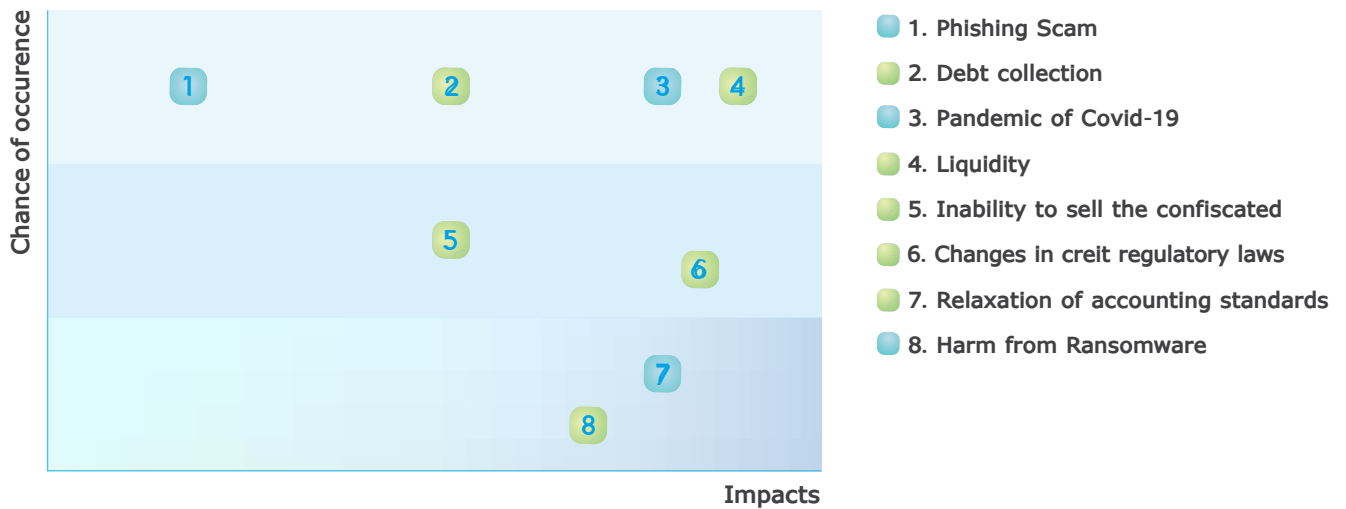 Chance of occurence
1
2
3
4
5
6
7
8
Impacts
1. Phishing Scam
2. Debt collection
3. Pandemic of Covid-19
4. Liquidity
5. Inability to sell the confiscated
6. Changes in creit regulatory laws
7. Relaxation of accounting standards
8. Harm from Ransomware